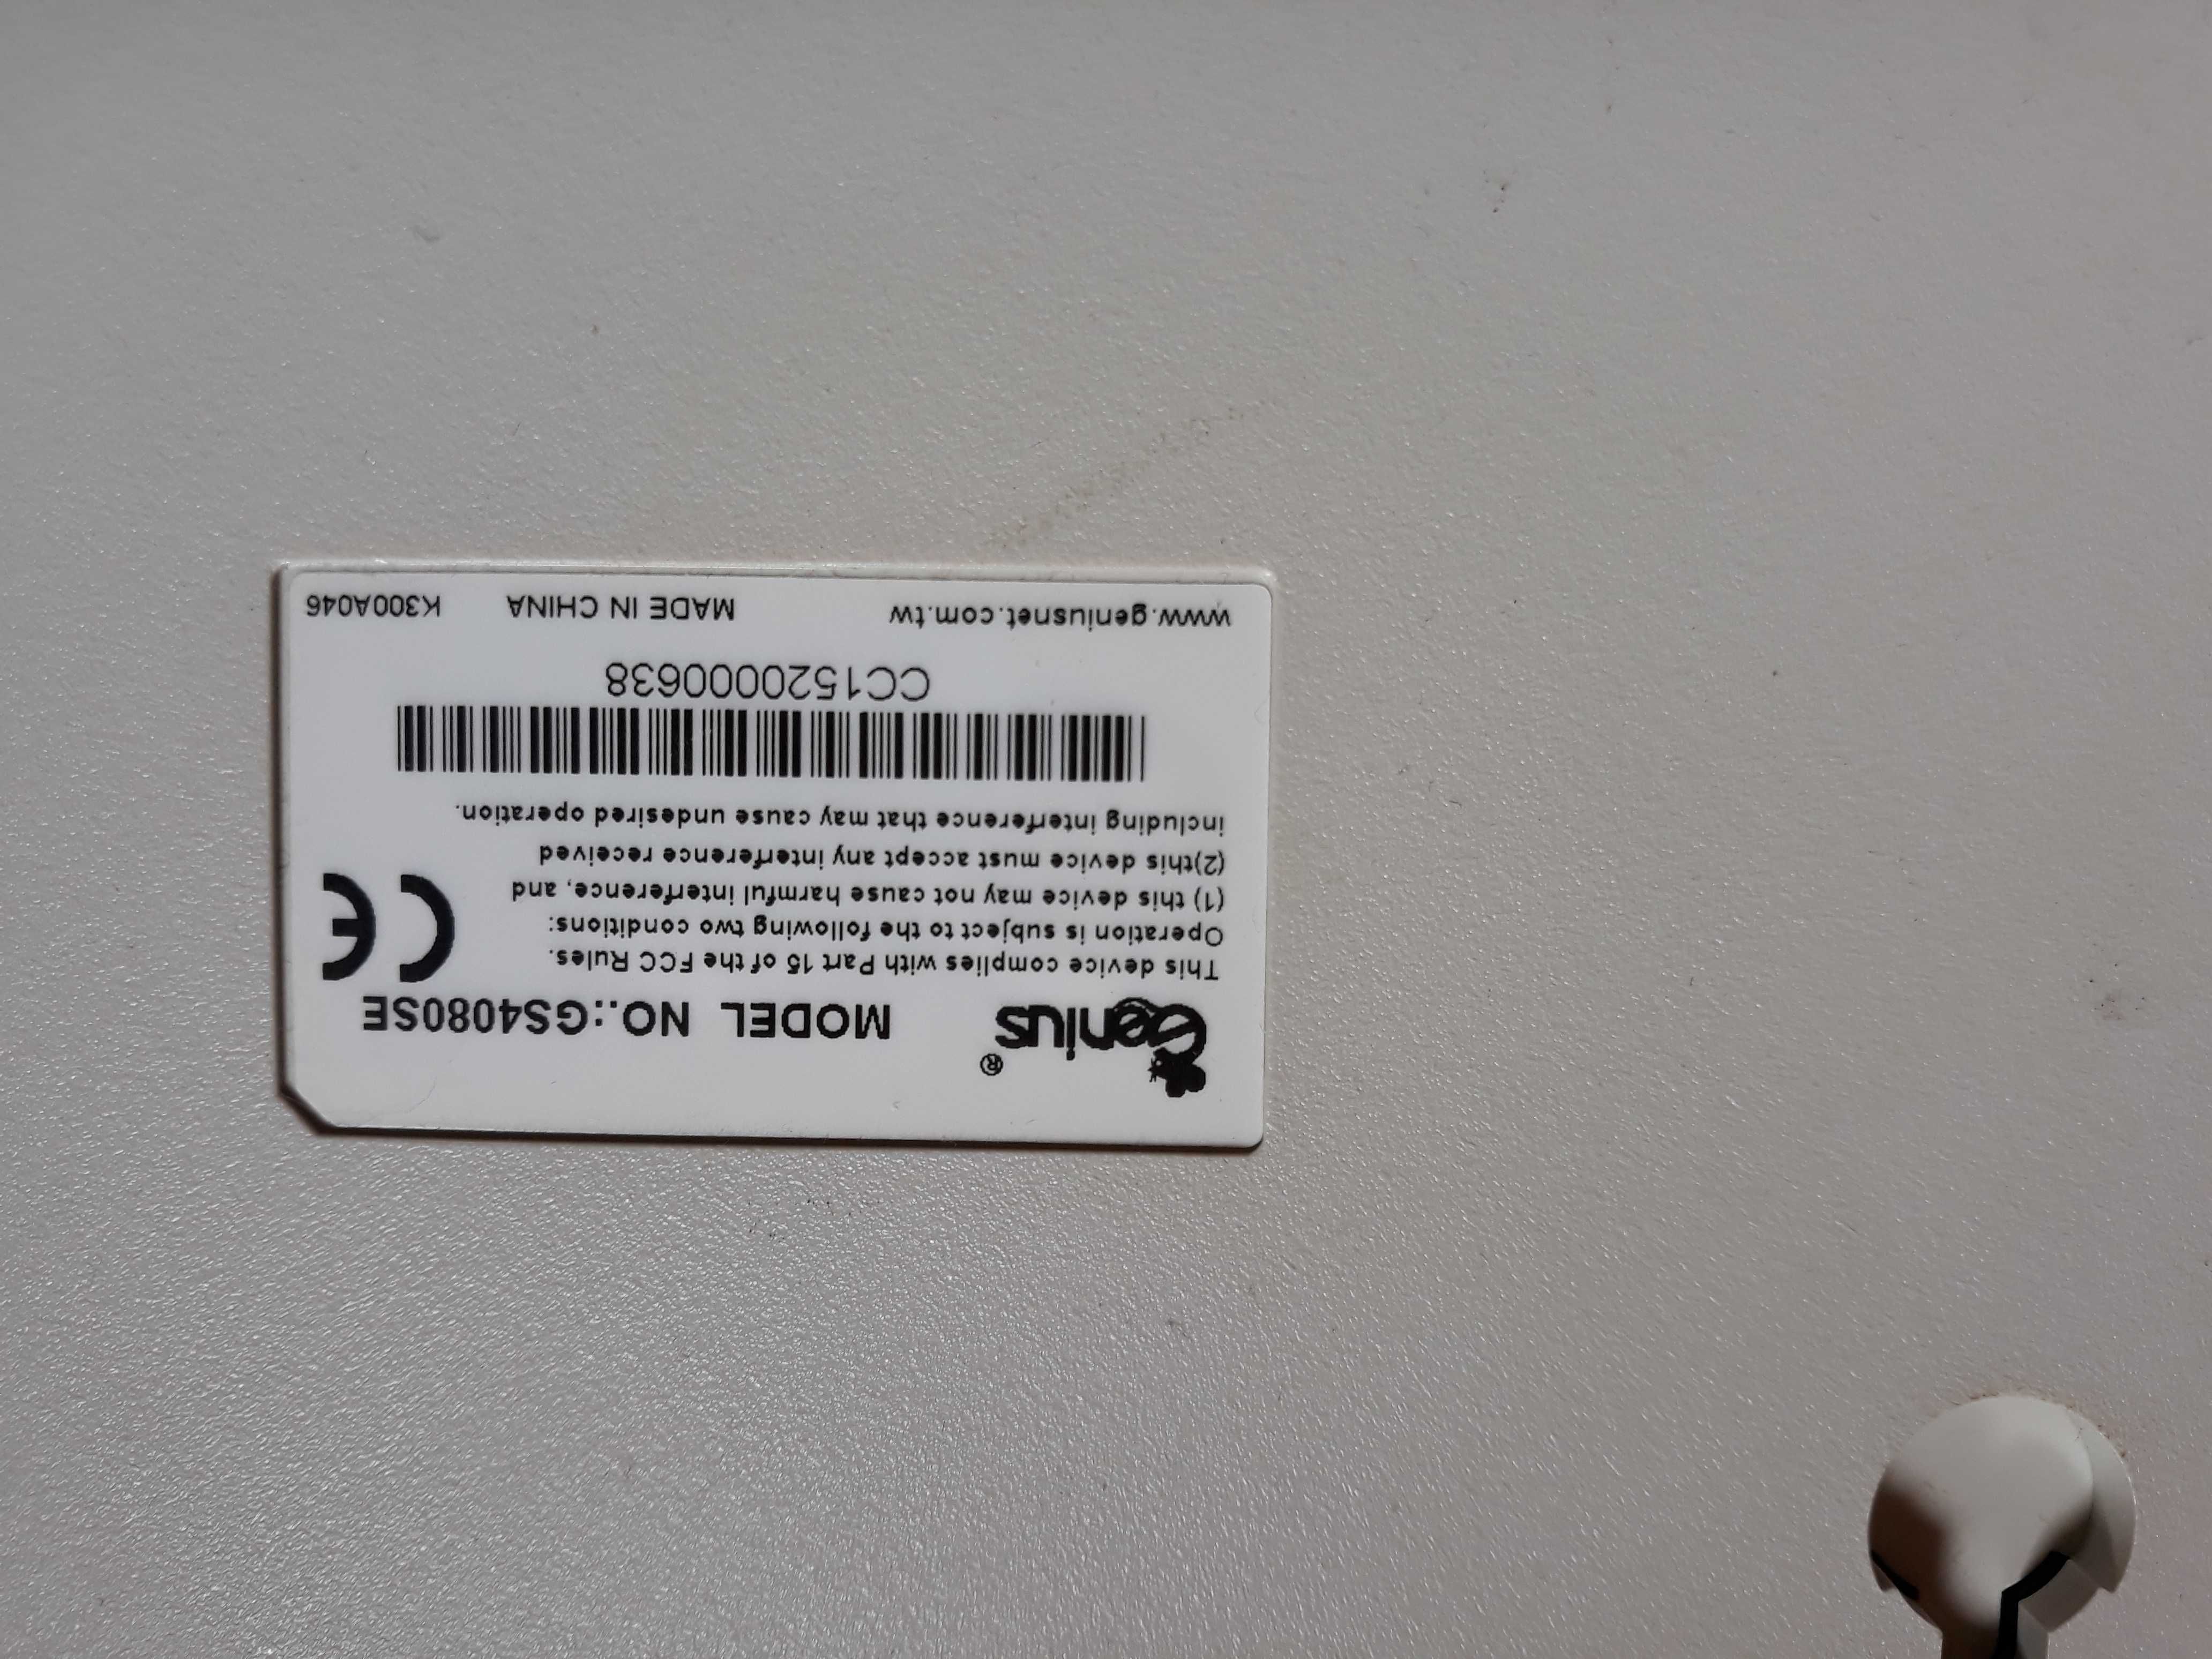 Genius® MODEL NO.:GS4080SE
This device complies with Part 15 of the FCC Rules.
Operation is subject to the following two conditions:
(1) this device may not cause harmful interference, and
(2)this device must accept any interference received
including interference that may cause undesired operation.
CE
CC1520000638
www.geniusnet.com.tw MADE IN CHINA K300A046